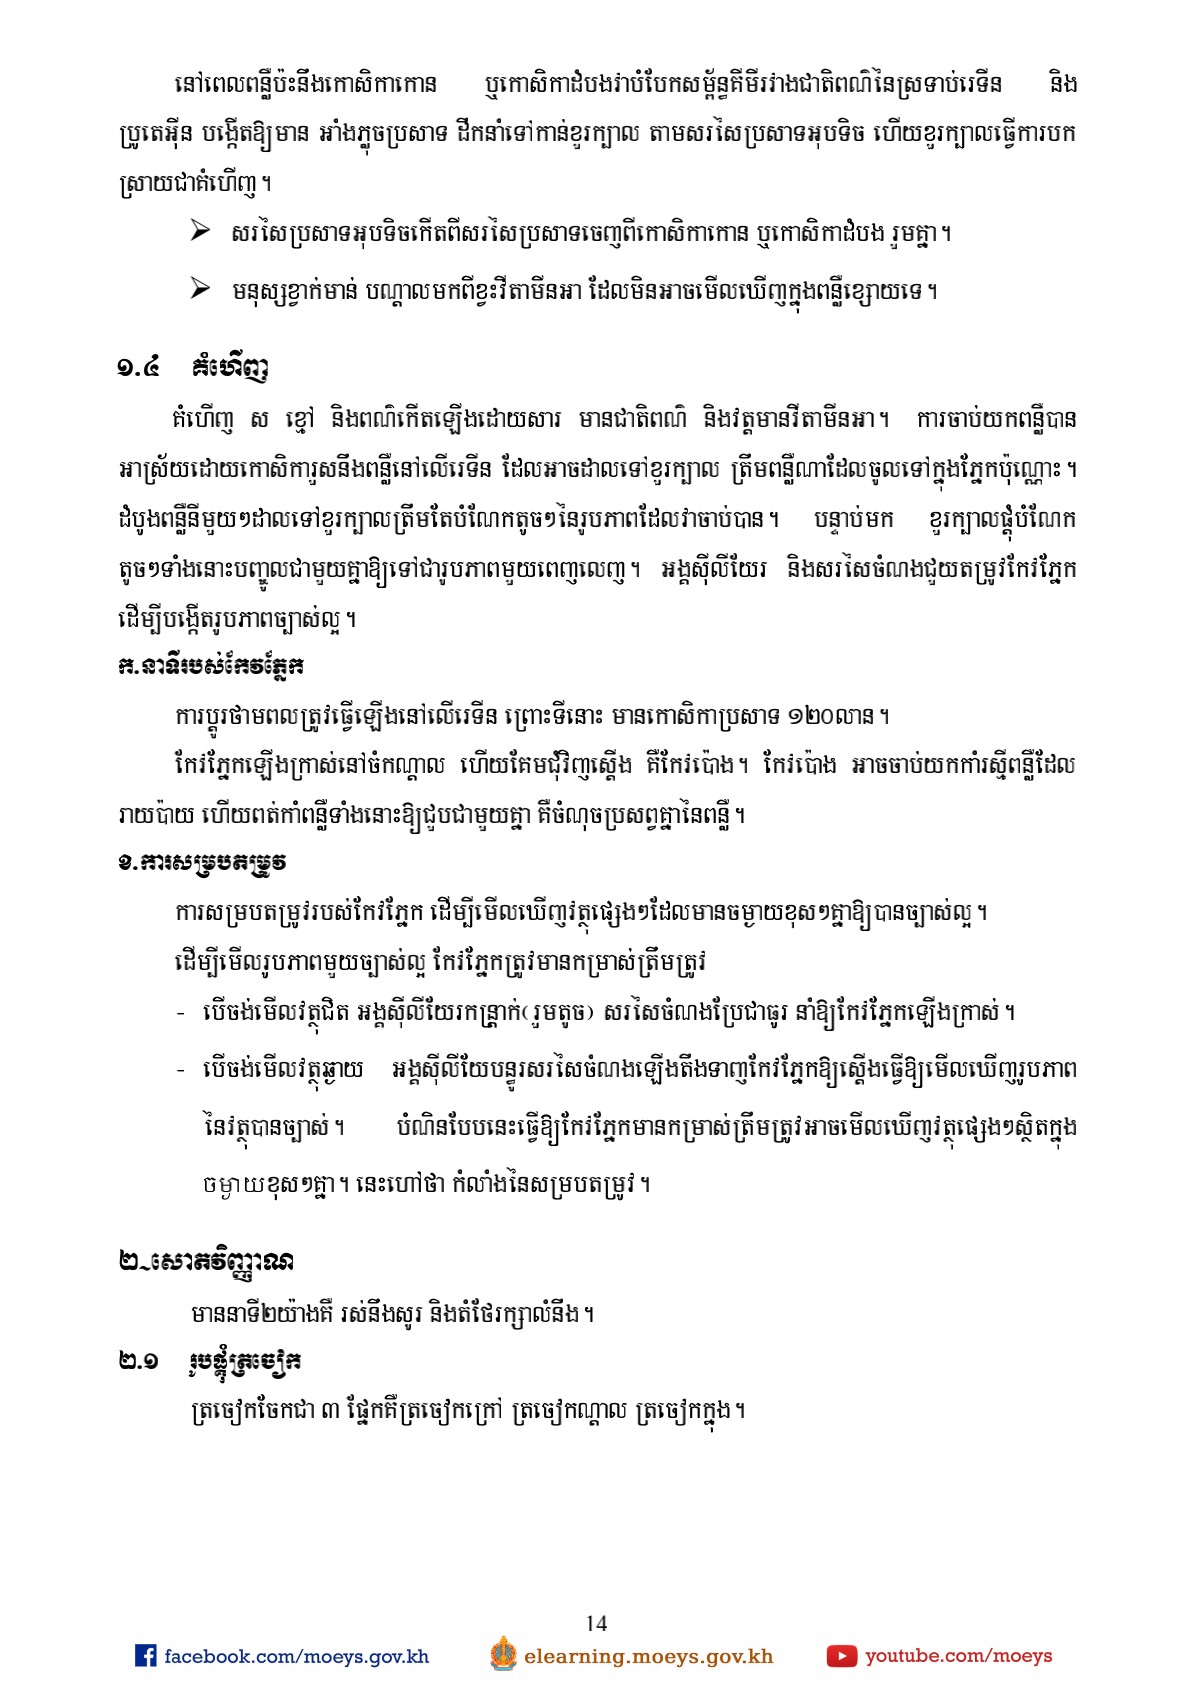 នៅពេលពន្លឺប៉ះនឹងកោសិកាកោន ឬកោសិកាដំបងវាបំបែកសម្ព័ន្ធគីមីរវាងជាតិពណ៌នៃស្រទាប់រេទីន និង
ប្រូតេអ៊ីន បង្កើតឱ្យមាន អាំងភ្លុចប្រសាទ ដឹកនាំទៅកាន់ខួរក្បាល តាមសរសៃប្រសាទអុបទិច ហើយខួរក្បាលធ្វើការបក
ស្រាយជាគំហើញ។
➢ សរសៃប្រសាទអុបទិចកើតពីសរសៃប្រសាទចេញពីកោសិកាកោន ឬកោសិកាដំបង រួមគ្នា។
➢ មនុស្សខ្វាក់មាន់ បណ្តាលមកពីខ្វះវីតាមីនអា ដែលមិនអាចមើលឃើញក្នុងពន្លឺខ្សោយទេ។
១.៤ គំហើញ
គំហើញ ស ខ្មៅ និងពណ៌កើតឡើងដោយសារ មានជាតិពណ៌ និងវត្តមានវីតាមីនអា។ ការចាប់យកពន្លឺបាន
អាស្រ័យដោយកោសិការួសនឹងពន្លឺនៅលើរេទីន ដែលអាចដាលទៅខួរក្បាល ត្រឹមពន្លឺណាដែលចូលទៅក្នុងភ្នែកប៉ុណ្ណោះ។
ដំបូងពន្លឺនីមួយៗដាលទៅខួរក្បាលត្រឹមតែបំណែកតូចៗនៃរូបភាពដែលវាចាប់បាន។ បន្ទាប់មក ខួរក្បាលផ្តុំបំណែក
តូចៗទាំងនោះបញ្ចូលជាមួយគ្នាឱ្យទៅជារូបភាពមួយពេញលេញ។ អង្គស៊ីលីយែរ និងសរសៃចំណងជួយតម្រូវកែវភ្នែក
ដើម្បីបង្កើតរូបភាពច្បាស់ល្អ។
ក.នាទីរបស់កែវភ្នែក
ការប្តូរថាមពលត្រូវធ្វើឡើងនៅលើរេទីន ព្រោះទីនោះ មានកោសិកាប្រសាទ ១២០លាន។
កែវភ្នែកឡើងក្រាស់នៅចំកណ្តាល ហើយគែមជុំវិញស្តើង គឺកែវប៉ោង។ កែវប៉ោង អាចចាប់យកកាំរស្មីពន្លឺដែល
រាយប៉ាយ ហើយពត់កាំពន្លឺទាំងនោះឱ្យជួបជាមួយគ្នា គឺចំណុចប្រសព្វគ្នានៃពន្លឺ។
ខ.ការសម្របតម្រូវ
ការសម្របតម្រូវរបស់កែវភ្នែក ដើម្បីមើលឃើញវត្ថុផ្សេងៗដែលមានចម្ងាយខុសៗគ្នាឱ្យបានច្បាស់ល្អ។
ដើម្បីមើលរូបភាពមួយច្បាស់ល្អ កែវភ្នែកត្រូវមានកម្រាស់ត្រឹមត្រូវ
- បើចង់មើលវត្ថុជិត អង្គស៊ីលីយែរកន្ត្រាក់(រួមតូច) សរសៃចំណងប្រែជាធូរ នាំឱ្យកែវភ្នែកឡើងក្រាស់។
- បើចង់មើលវត្ថុឆ្ងាយ អង្គស៊ីលីយែបន្ធូរសរសៃចំណងឡើងតឹងទាញកែវភ្នែកឱ្យស្តើងធ្វើឱ្យមើលឃើញរូបភាព
នៃវត្ថុបានច្បាស់។ បំណិនបែបនេះធ្វើឱ្យកែវភ្នែកមានកម្រាស់ត្រឹមត្រូវអាចមើលឃើញវត្ថុផ្សេងៗស្ថិតក្នុង
ចម្ងាយខុសៗគ្នា។ នេះហៅថា កំលាំងនៃសម្របតម្រូវ។
២~សោតវិញ្ញាណ
មាននាទី២យ៉ាងគឺ រស់នឹងសូរ និងតំថែរក្សាលំនឹង។
២.១ រូបផ្គុំត្រចៀក
ត្រចៀកចែកជា ៣ ផ្នែកគឺត្រចៀកក្រៅ ត្រចៀកណ្តាល ត្រចៀកក្នុង។
14
facebook.com/moeys.gov.kh elearning.moeys.gov.kh youtube.com/moeys